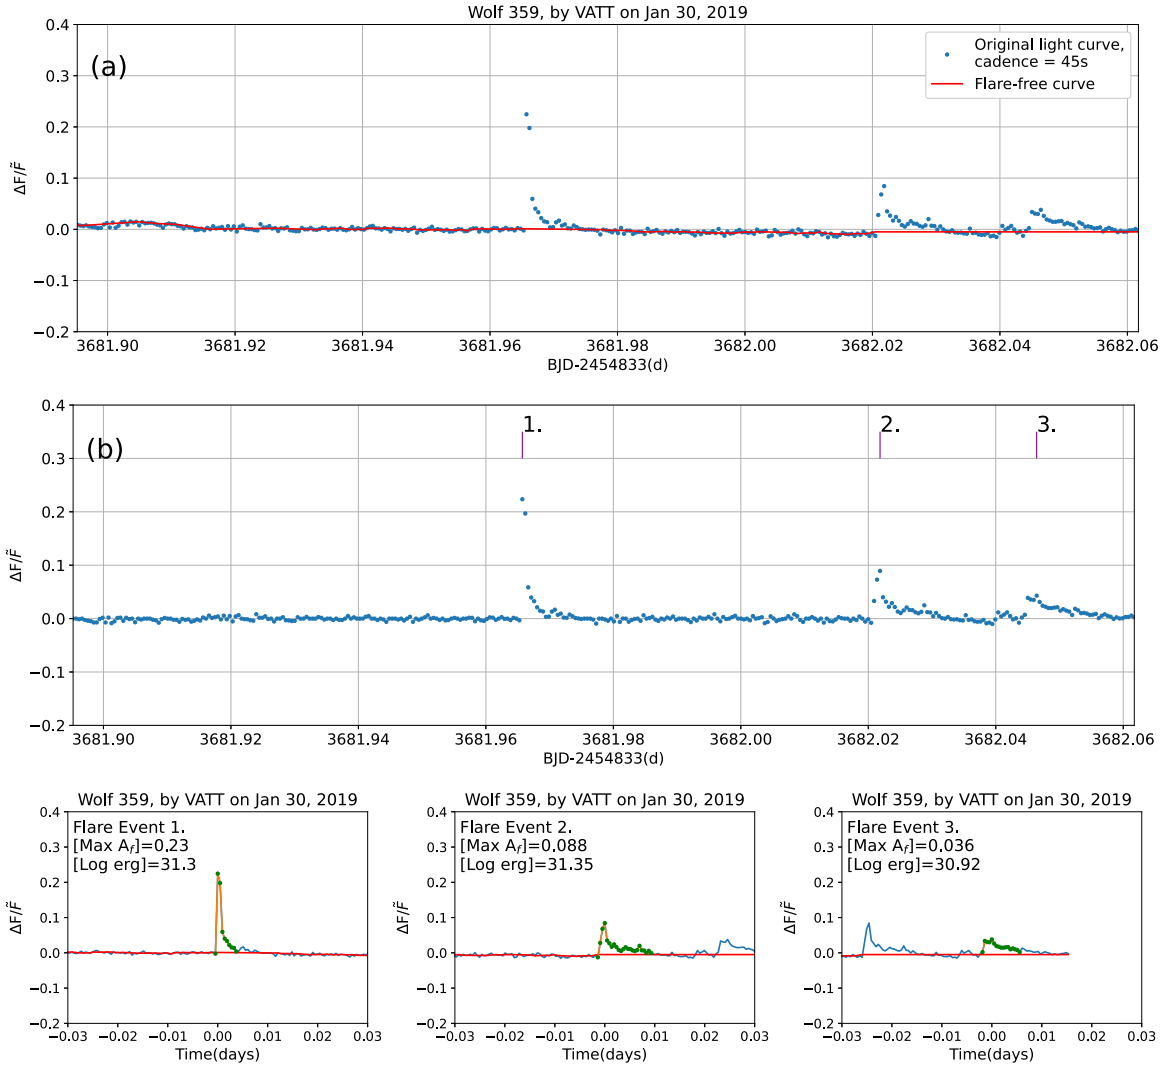 Wolf 359, by VATT on Jan 30, 2019
(a)
Original light curve,
cadence = 45s
Flare-free curve
0.4
0.3
0.2
0.1
0.0
−0.1
−0.2
ΔF/F̃
3681.90 3681.92 3681.94 3681.96 3681.98 3682.00 3682.02 3682.04 3682.06
BJD-2454833(d)
(b)
1. 2. 3.
0.4
0.3
0.2
0.1
0.0
−0.1
−0.2
ΔF/F̃
3681.90 3681.92 3681.94 3681.96 3681.98 3682.00 3682.02 3682.04 3682.06
BJD-2454833(d)
Wolf 359, by VATT on Jan 30, 2019
Flare Event 1.
[Max A_f]=0.23
[Log erg]=31.3
0.4
0.3
0.2
0.1
0.0
−0.1
−0.2
ΔF/F̃
−0.03 −0.02 −0.01 0.00 0.01 0.02 0.03
Time(days)
Wolf 359, by VATT on Jan 30, 2019
Flare Event 2.
[Max A_f]=0.088
[Log erg]=31.35
0.4
0.3
0.2
0.1
0.0
−0.1
−0.2
ΔF/F̃
−0.03 −0.02 −0.01 0.00 0.01 0.02 0.03
Time(days)
Wolf 359, by VATT on Jan 30, 2019
Flare Event 3.
[Max A_f]=0.036
[Log erg]=30.92
0.4
0.3
0.2
0.1
0.0
−0.1
−0.2
ΔF/F̃
−0.03 −0.02 −0.01 0.00 0.01 0.02 0.03
Time(days)